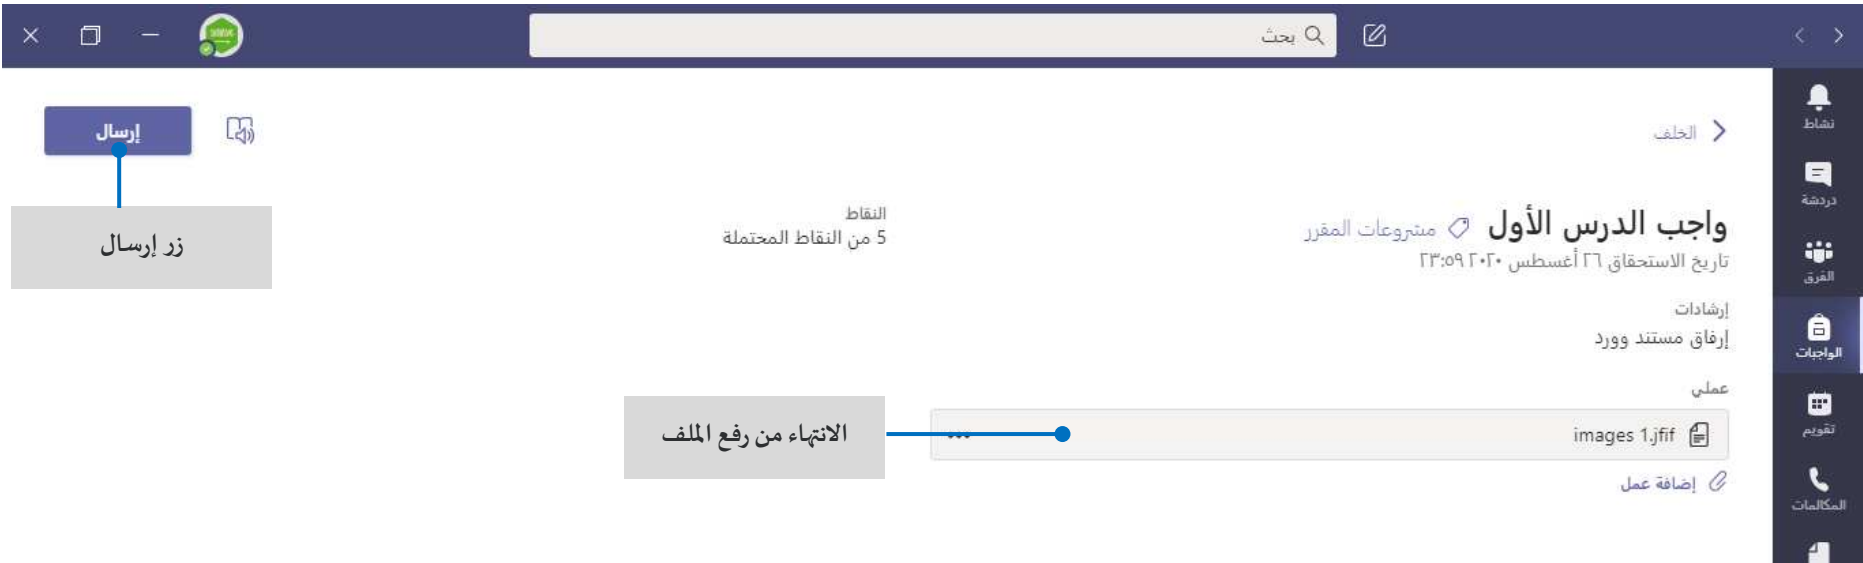 بحث
نشاط
دردشة
الفرق
الواجبات
تقويم
المكالمات
الخلف
إرسال
زر إرسال
واجب الدرس الأول
مشروعات المقرر
تاريخ الاستحقاق ٢٦ أغسطس ٢٠٢٠ ٢٣:٥٩
النقاط
5 من النقاط المحتملة
إرشادات
إرفاق مستند وورد
عملي
images 1.jfif
الانتهاء من رفع الملف
إضافة عمل